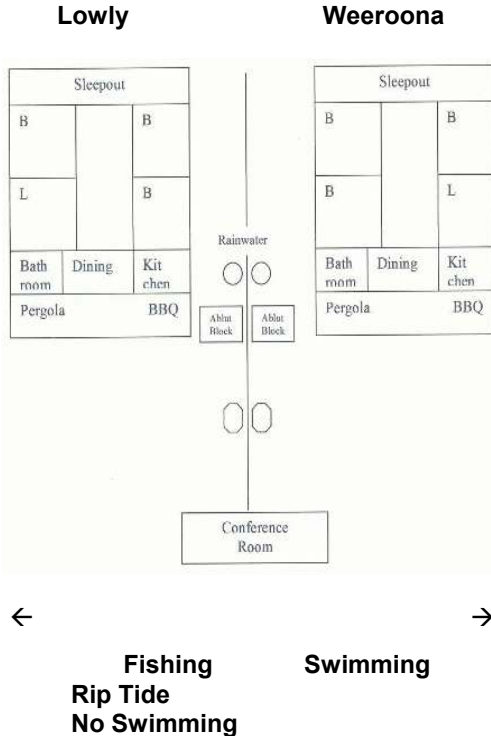 Lowly Weeroona
Sleepout Sleepout
B B B B
L B B L
Rainwater
Bath room Dining Kit chen Bath room Dining Kit chen
Pergola BBQ Ablut Block Ablut Block Pergola BBQ
Conference
Room
← →
Fishing Swimming
Rip Tide
No Swimming